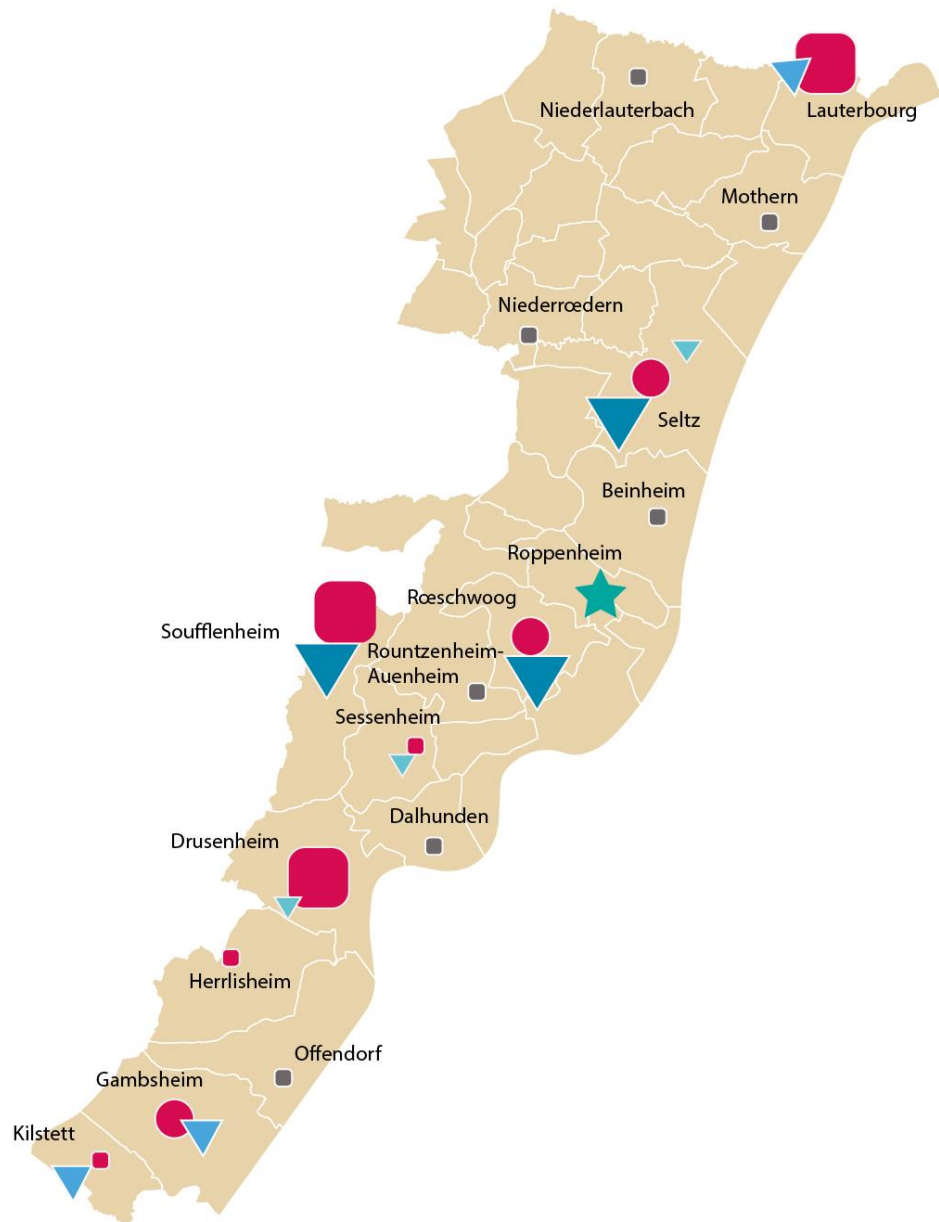 Niederlauterbach
Lauterbourg
Mothern
Niederrœdern
Seltz
Beinheim
Roppenheim
Rœschwoog
Soufflenheim
Rountzenheim-
Auenheim
Sessenheim
Dalhunden
Drusenheim
Herrlisheim
Offendorf
Gambsheim
Kilstett